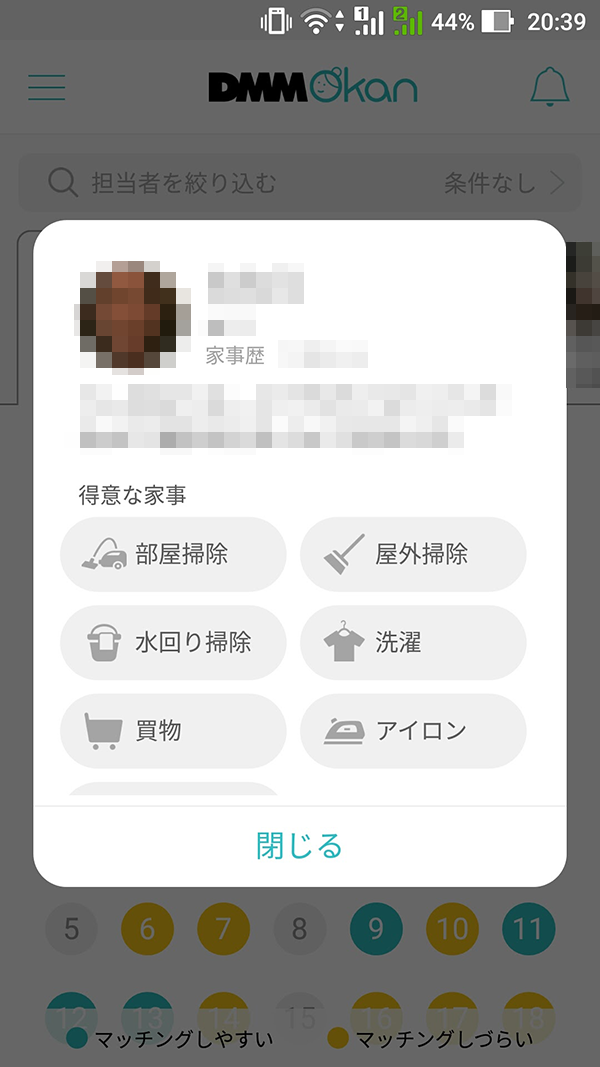 1 2 44% 20:39
DMM Okan
担当者を絞り込む 条件なし
家事歴
得意な家事
部屋掃除 屋外掃除
水回り掃除 洗濯
買物 アイロン
閉じる
5 6 7 8 9 10 11
12 13 14 15 16 17 18
マッチングしやすい マッチングしづらい